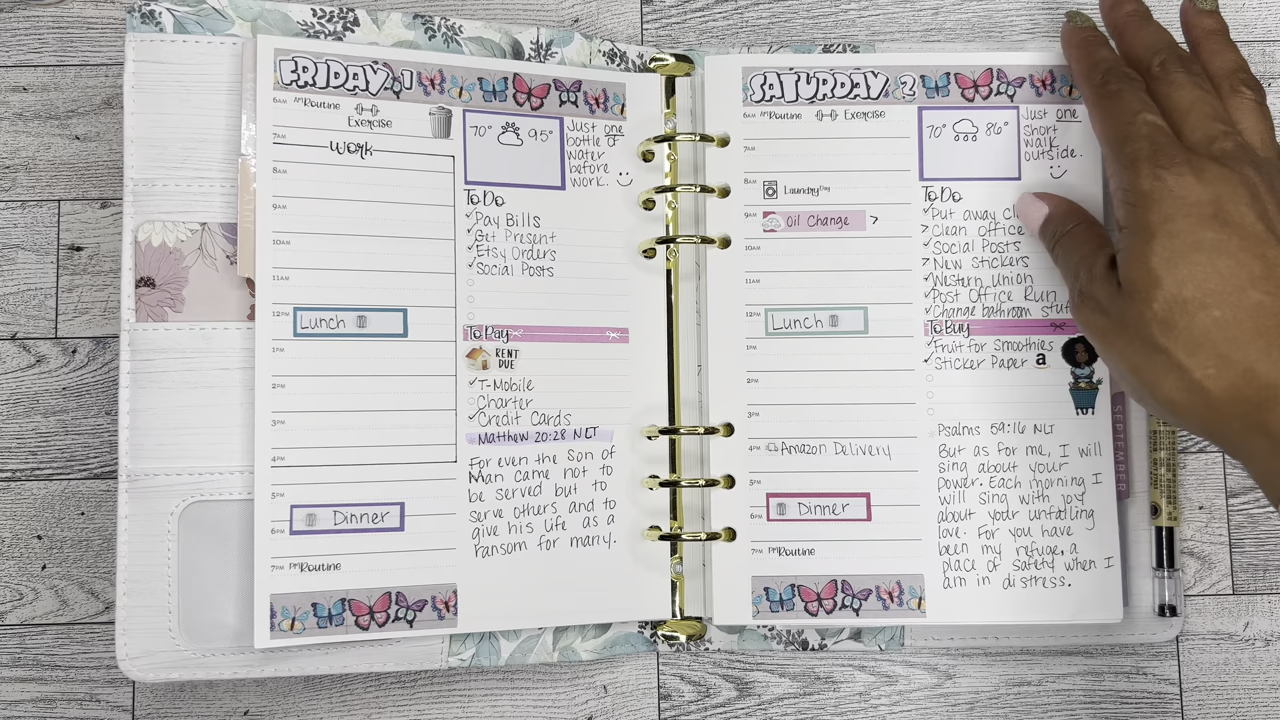 FRIDAY 1
6AM AM Routine
Exercise
7AM
WORK
8AM
9AM
10AM
11AM
12PM
Lunch
1PM
2PM
3PM
4PM
5PM
Dinner
6PM
7PM PM Routine
70° 95°
Just one
bottle of
water
before
work.
To Do
Pay Bills
Get Present
Etsy Orders
Social Posts
To Pay
RENT
DUE
T-Mobile
Charter
Credit Cards
Matthew 20:28 NLT
For even the Son of
Man came not to
be served but to
serve others and to
give his life as a
ransom for many.
SATURDAY 2
6AM AM Routine Exercise
7AM
8AM Laundry Day
9AM Oil Change >
10AM
11AM
12PM
Lunch
1PM
2PM
3PM
4PM Amazon Delivery
5PM
Dinner
6PM
7PM PM Routine
70° 86°
Just one
short
walk
outside.
To Do
Put away
> Clean office
Social Posts
> New Stickers
Western Union
Post Office Run
Change bathroom
To Buy
Fruit for Smoothies
Sticker Paper a
Psalms 59:16 NLT
But as for me, I will
sing about your
power. Each morning I
will sing with joy
about your unfailing
love. For you have
been my refuge, a
place of safety when I
am in distress.
SEPTEMBER